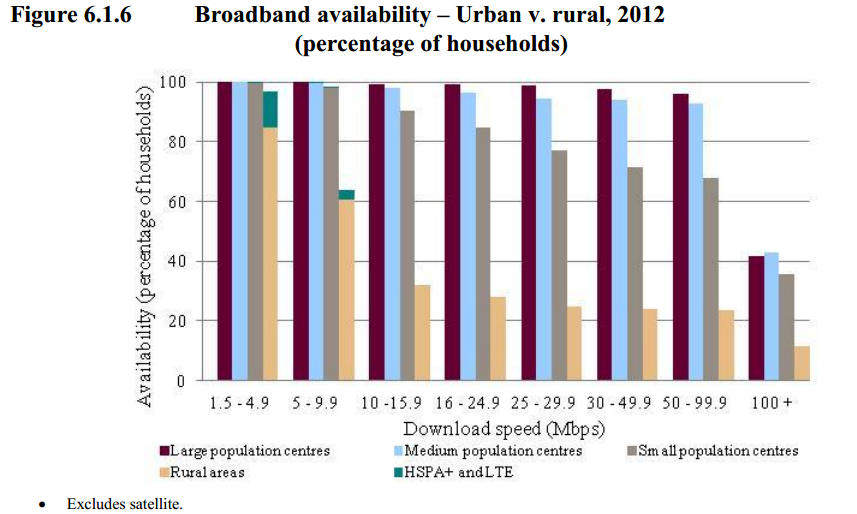 Figure 6.1.6 Broadband availability – Urban v. rural, 2012
(percentage of households)
Availability (percentage of households)
100
80
60
40
20
0
1.5 - 4.9 5 - 9.9 10 -15.9 16 - 24.9 25 - 29.9 30 - 49.9 50 - 99.9 100 +
Download speed (Mbps)
Large population centres Medium population centres Small population centres
Rural areas HSPA+ and LTE
• Excludes satellite.